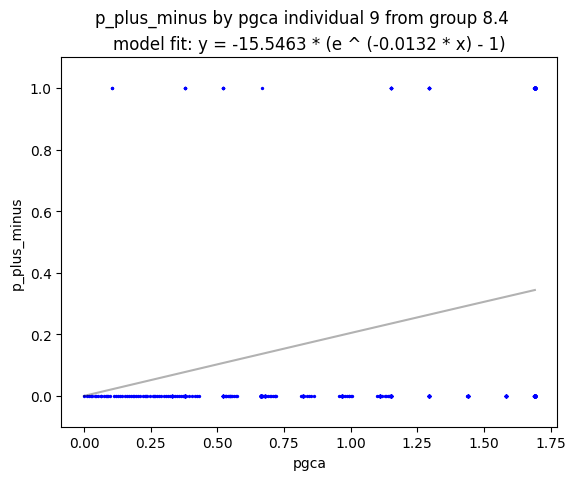 p_plus_minus by pgca individual 9 from group 8.4
model fit: y = -15.5463 * (e ^ (-0.0132 * x) - 1)
1.0
0.8
0.6
0.4
0.2
0.0
p_plus_minus
0.00 0.25 0.50 0.75 1.00 1.25 1.50 1.75
pgca